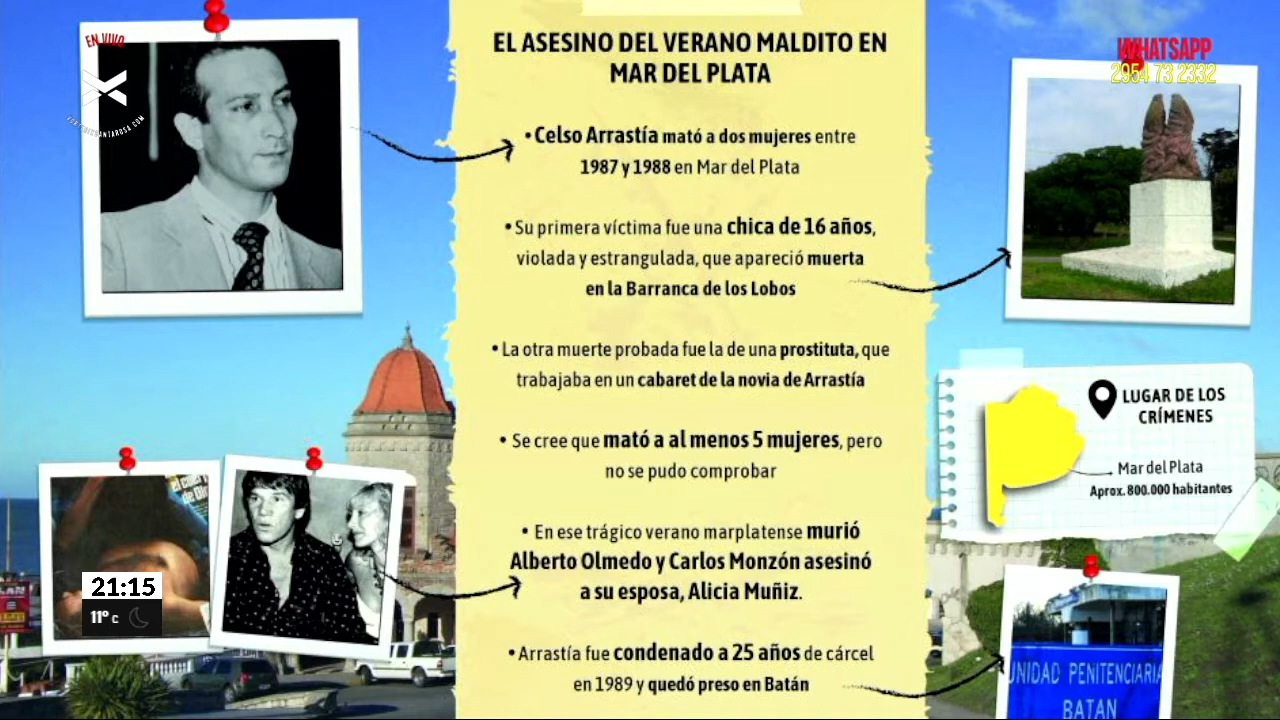 EN VIVO
WHATSAPP
2954 73 2332
EL ASESINO DEL VERANO MALDITO EN
MAR DEL PLATA
• Celso Arrastía mató a dos mujeres entre
1987 y 1988 en Mar del Plata
• Su primera víctima fue una chica de 16 años,
violada y estrangulada, que apareció muerta
en la Barranca de los Lobos
• La otra muerte probada fue la de una prostituta, que
trabajaba en un cabaret de la novia de Arrastía
• Se cree que mató a al menos 5 mujeres, pero
no se pudo comprobar
• En ese trágico verano marplatense murió
Alberto Olmedo y Carlos Monzón asesinó
a su esposa, Alicia Muñiz.
• Arrastía fue condenado a 25 años de cárcel
en 1989 y quedó preso en Batán
LUGAR DE LOS
CRÍMENES
Mar del Plata
Aprox. 800.000 habitantes
21:15
11° c
UNIDAD PENITENCIARIA
BATAN